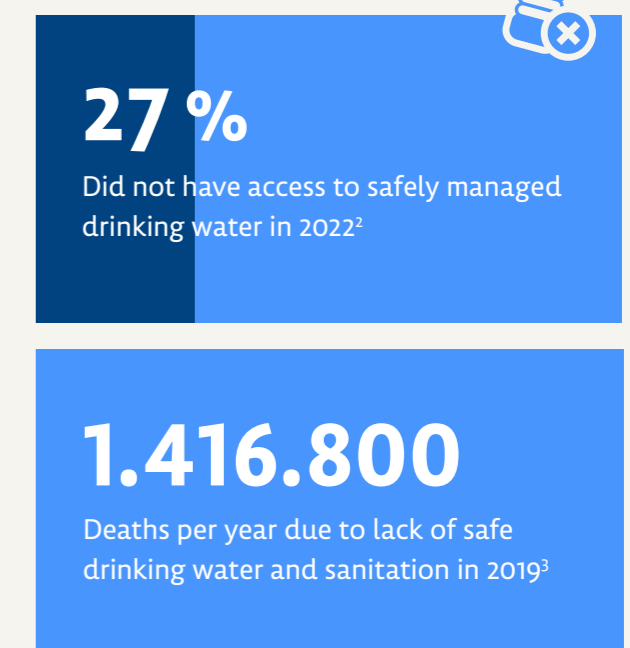 27 %
Did not have access to safely managed
drinking water in 2022²
1.416.800
Deaths per year due to lack of safe
drinking water and sanitation in 2019³